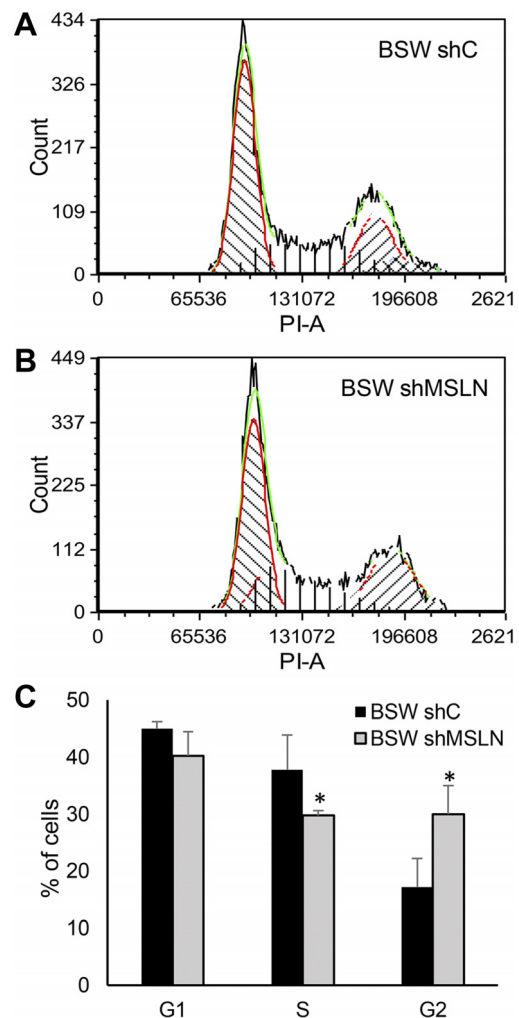 A
BSW shC
434
326
217
109
0
Count
0 65536 131072 196608 2621
PI-A
B
BSW shMSLN
449
337
225
112
0
Count
0 65536 131072 196608 2621
PI-A
C
BSW shC
BSW shMSLN
50
40
30
20
10
0
% of cells
*
*
G1 S G2